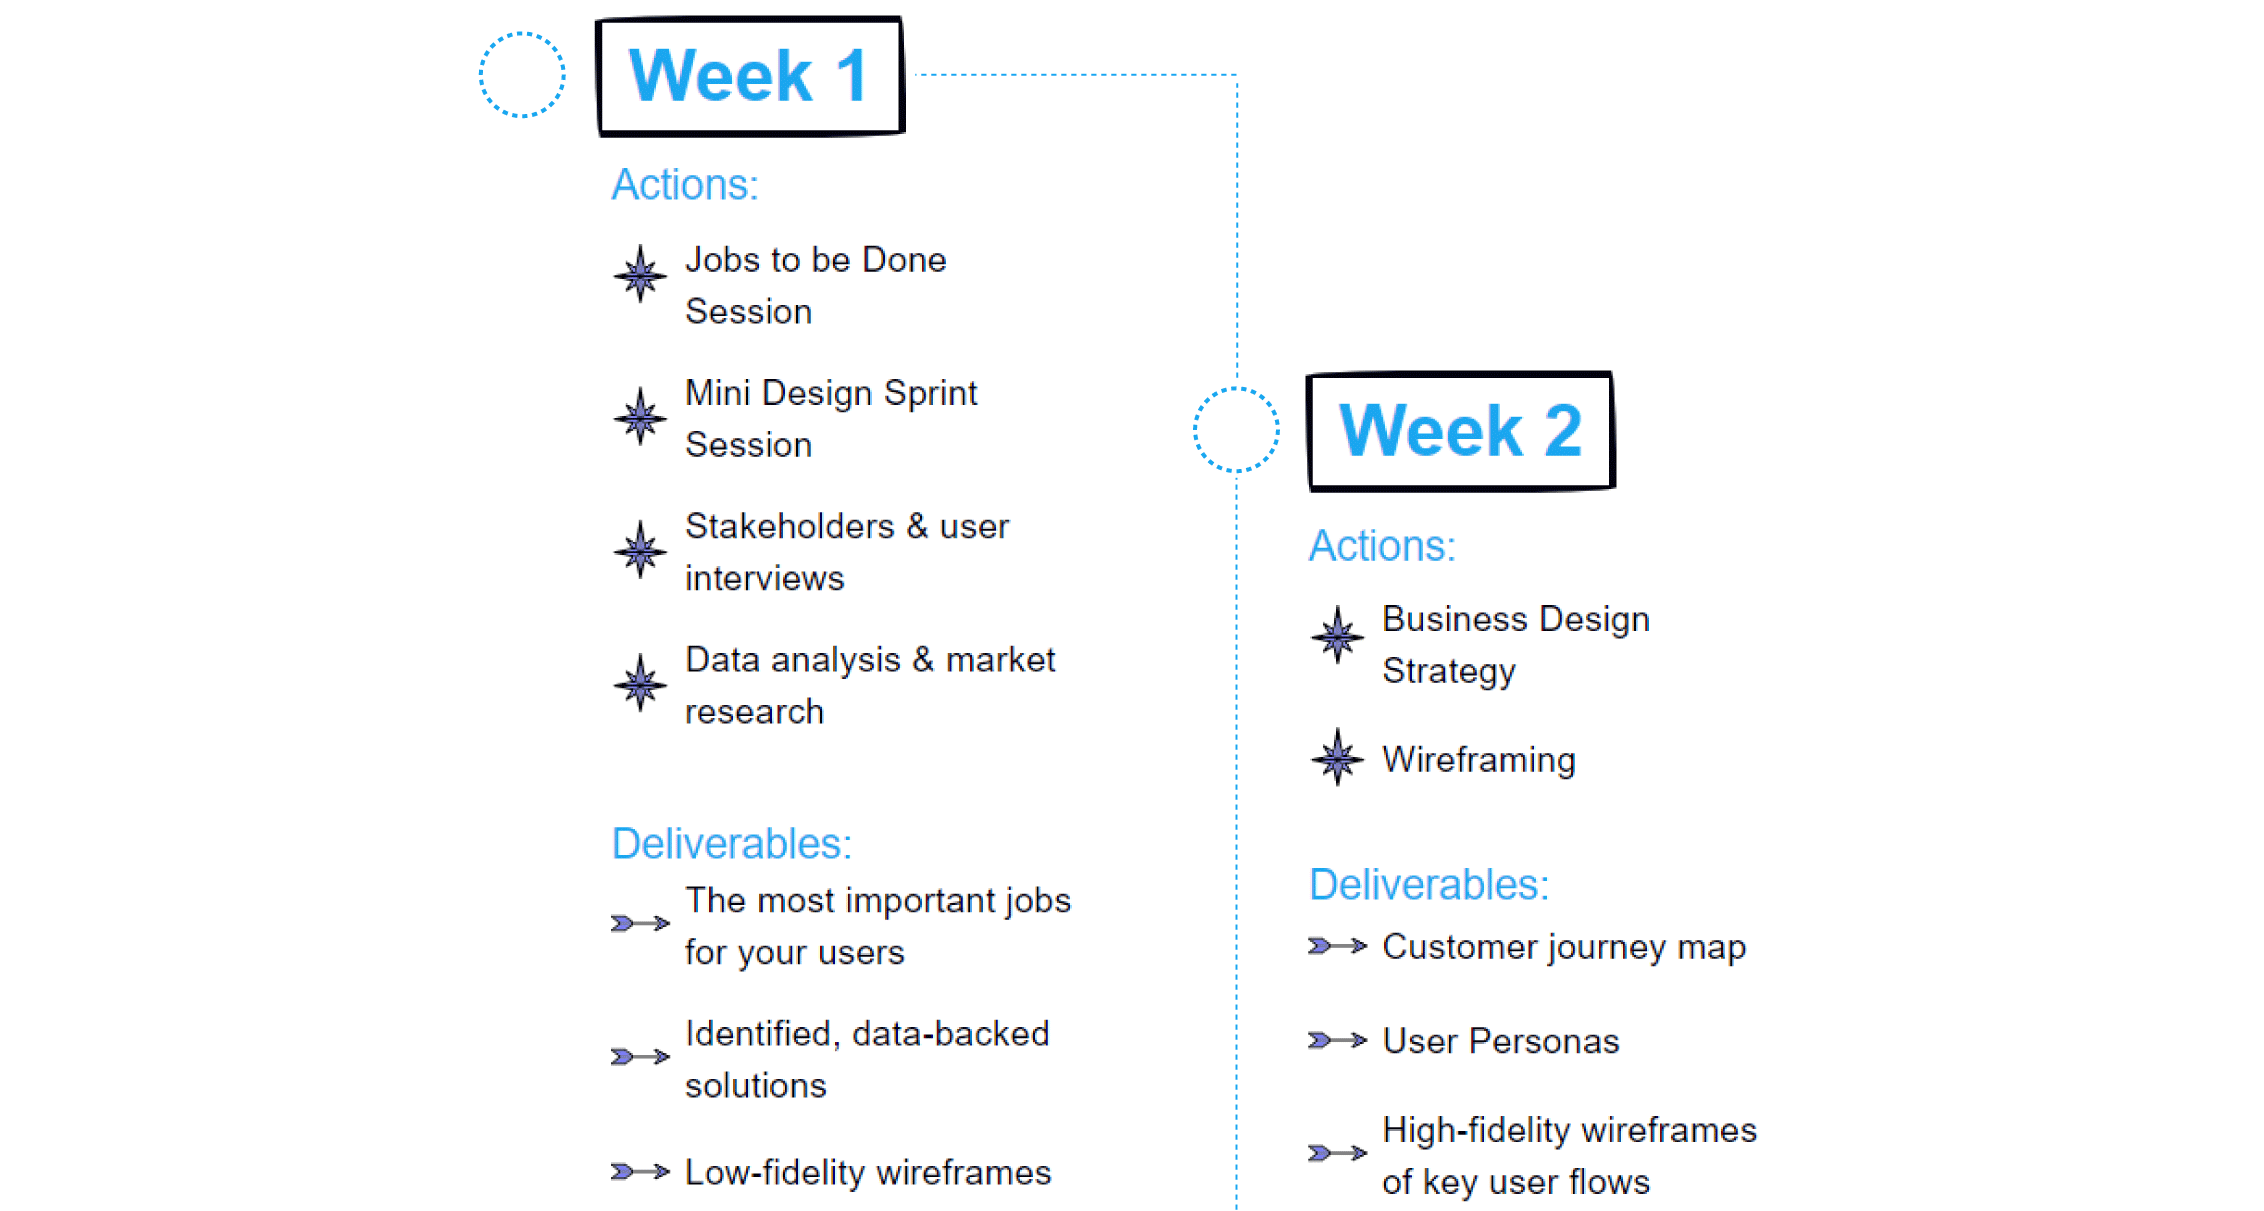 Week 1
Actions:
Jobs to be Done
Session
Mini Design Sprint
Session
Stakeholders & user
interviews
Data analysis & market
research
Deliverables:
The most important jobs
for your users
Identified, data-backed
solutions
Low-fidelity wireframes
Week 2
Actions:
Business Design
Strategy
Wireframing
Deliverables:
Customer journey map
User Personas
High-fidelity wireframes
of key user flows